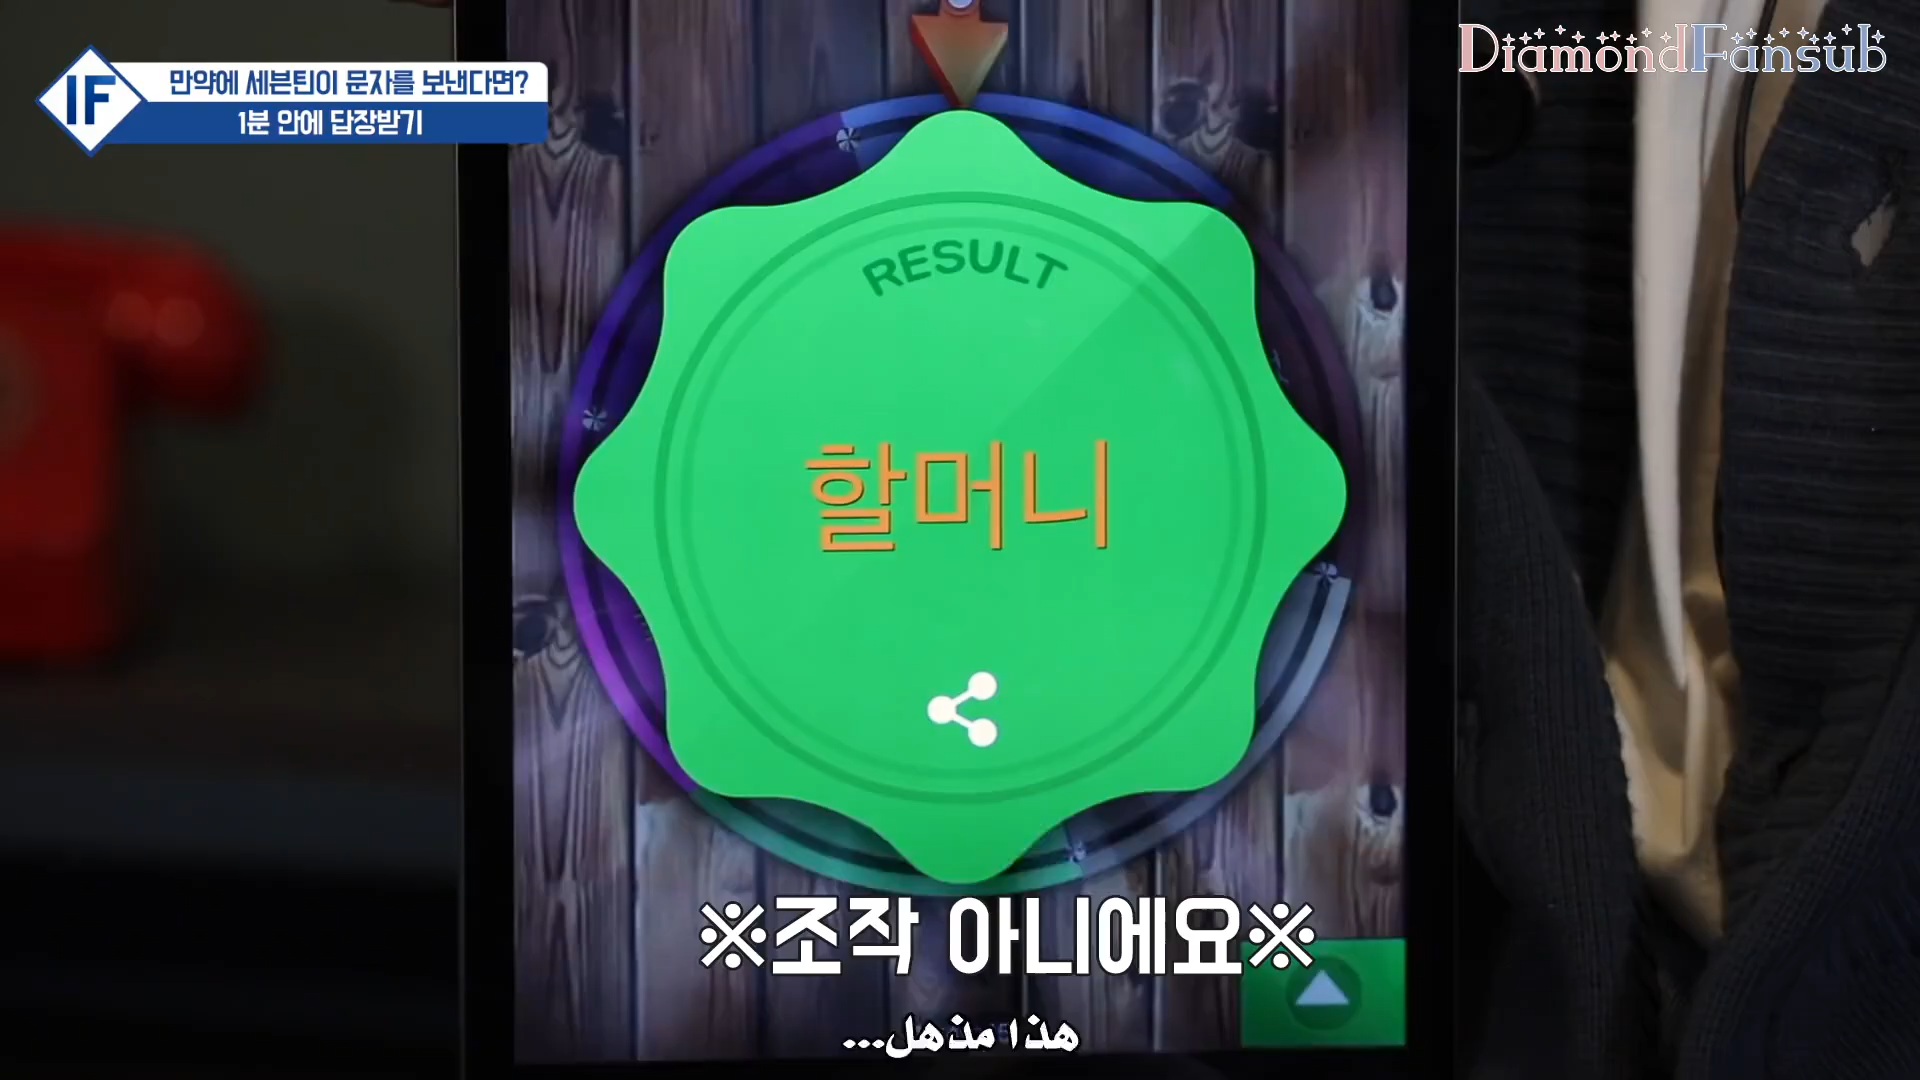 IF
만약에 세븐틴이 문자를 보낸다면?
1분 안에 답장받기
DiamondFansub
RESULT
할머니
※조작 아니에요※
هذا مذهل...